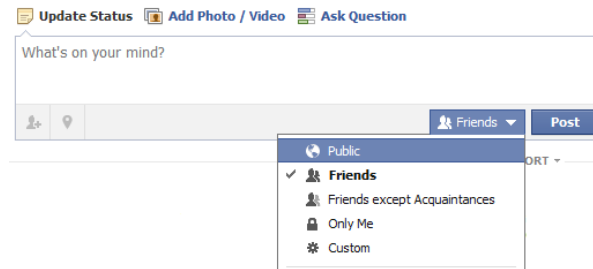 Update Status Add Photo / Video Ask Question
What's on your mind?
Friends Post
Public
ORT
Friends
Friends except Acquaintances
Only Me
Custom